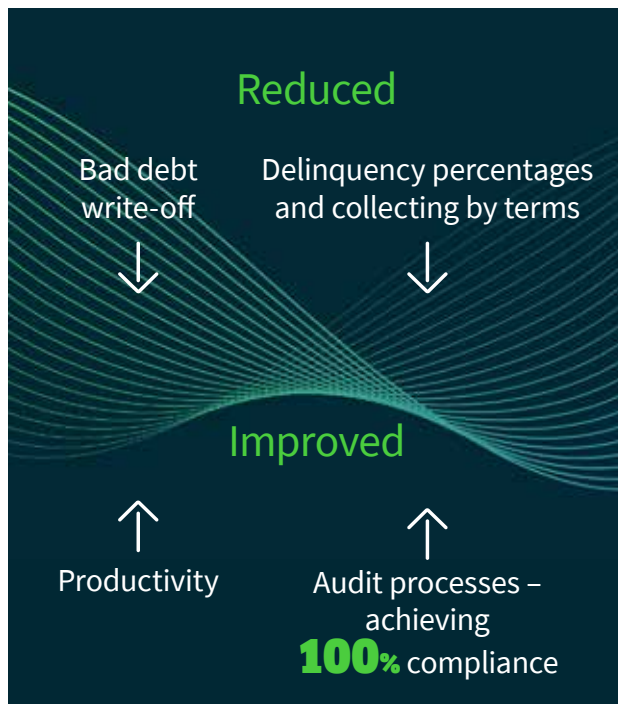 Reduced
Bad debt
write-off
Delinquency percentages
and collecting by terms
Improved
Productivity
Audit processes –
achieving
100% compliance